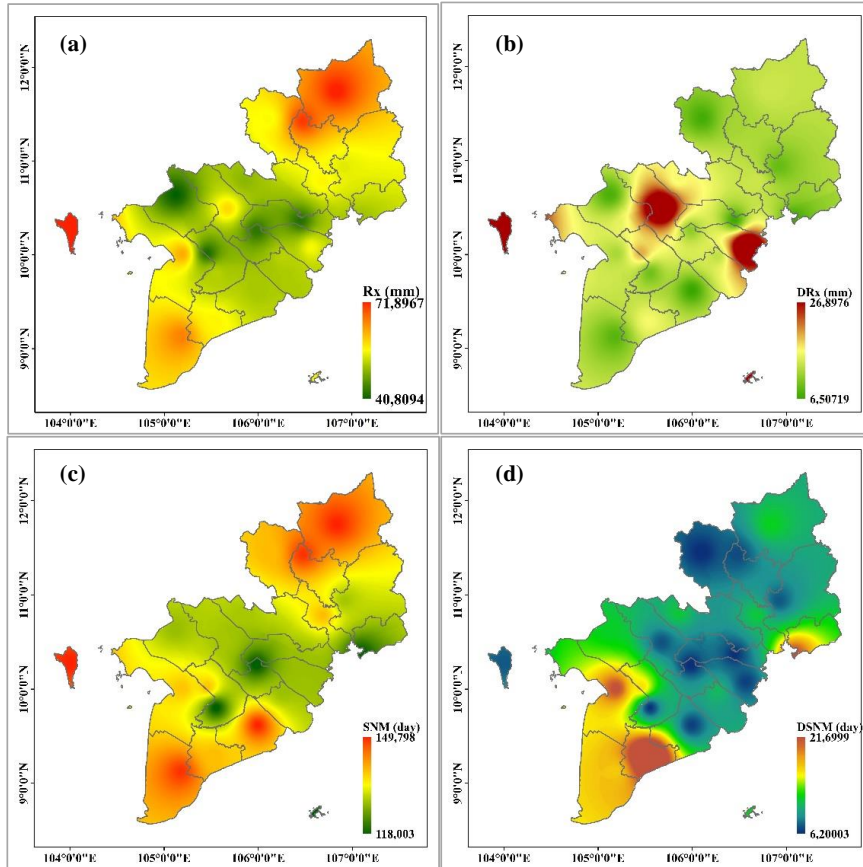 (a)
12°0'0"N
11°0'0"N
10°0'0"N
9°0'0"N
Rx (mm)
71,8967
40,8094
104°0'0"E
105°0'0"E
106°0'0"E
107°0'0"E
(b)
12°0'0"N
11°0'0"N
10°0'0"N
9°0'0"N
DRx (mm)
26,8976
6,50719
104°0'0"E
105°0'0"E
106°0'0"E
107°0'0"E
(c)
12°0'0"N
11°0'0"N
10°0'0"N
9°0'0"N
SNM (day)
149,798
118,003
104°0'0"E
105°0'0"E
106°0'0"E
107°0'0"E
(d)
12°0'0"N
11°0'0"N
10°0'0"N
9°0'0"N
DSNM (day)
21,6999
6,20003
104°0'0"E
105°0'0"E
106°0'0"E
107°0'0"E